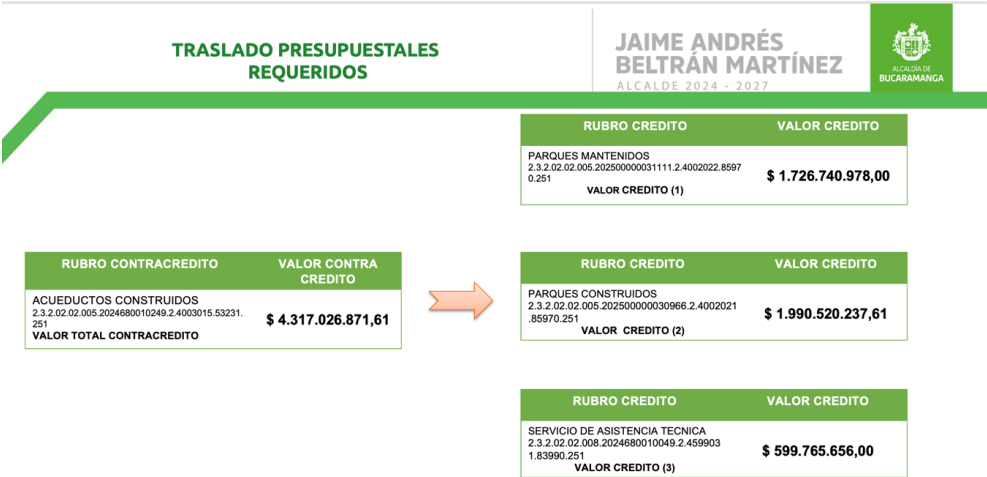 TRASLADO PRESUPUESTALES
REQUERIDOS
JAIME ANDRÉS
BELTRÁN MARTÍNEZ
ALCALDE 2024 - 2027
ALCALDÍA DE
BUCARAMANGA
RUBRO CREDITO VALOR CREDITO
PARQUES MANTENIDOS
2.3.2.02.02.005.202500000031111.2.4002022.8597
0.251
VALOR CREDITO (1)
$ 1.726.740.978,00
RUBRO CONTRACREDITO VALOR CONTRA
CREDITO
ACUEDUCTOS CONSTRUIDOS
2.3.2.02.02.005.2024680010249.2.4003015.53231.
251
VALOR TOTAL CONTRACREDITO
$ 4.317.026.871,61
RUBRO CREDITO VALOR CREDITO
PARQUES CONSTRUIDOS
2.3.2.02.02.005.202500000030966.2.4002021
.85970.251
VALOR CREDITO (2)
$ 1.990.520.237,61
RUBRO CREDITO VALOR CREDITO
SERVICIO DE ASISTENCIA TECNICA
2.3.2.02.02.008.2024680010049.2.459903
1.83990.251
VALOR CREDITO (3)
$ 599.765.656,00